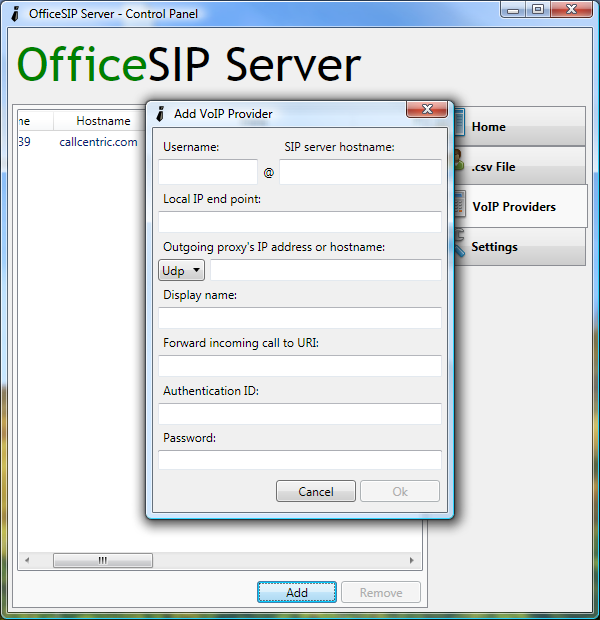 OfficeSIP Server - Control Panel
OfficeSIP Server
Hostname
callcentric.com
Add VoIP Provider
Username:
SIP server hostname:
@
Local IP end point:
Outgoing proxy's IP address or hostname:
Udp
Display name:
Forward incoming call to URI:
Authentication ID:
Password:
Cancel
Ok
Home
.csv File
VoIP Providers
Settings
Add
Remove